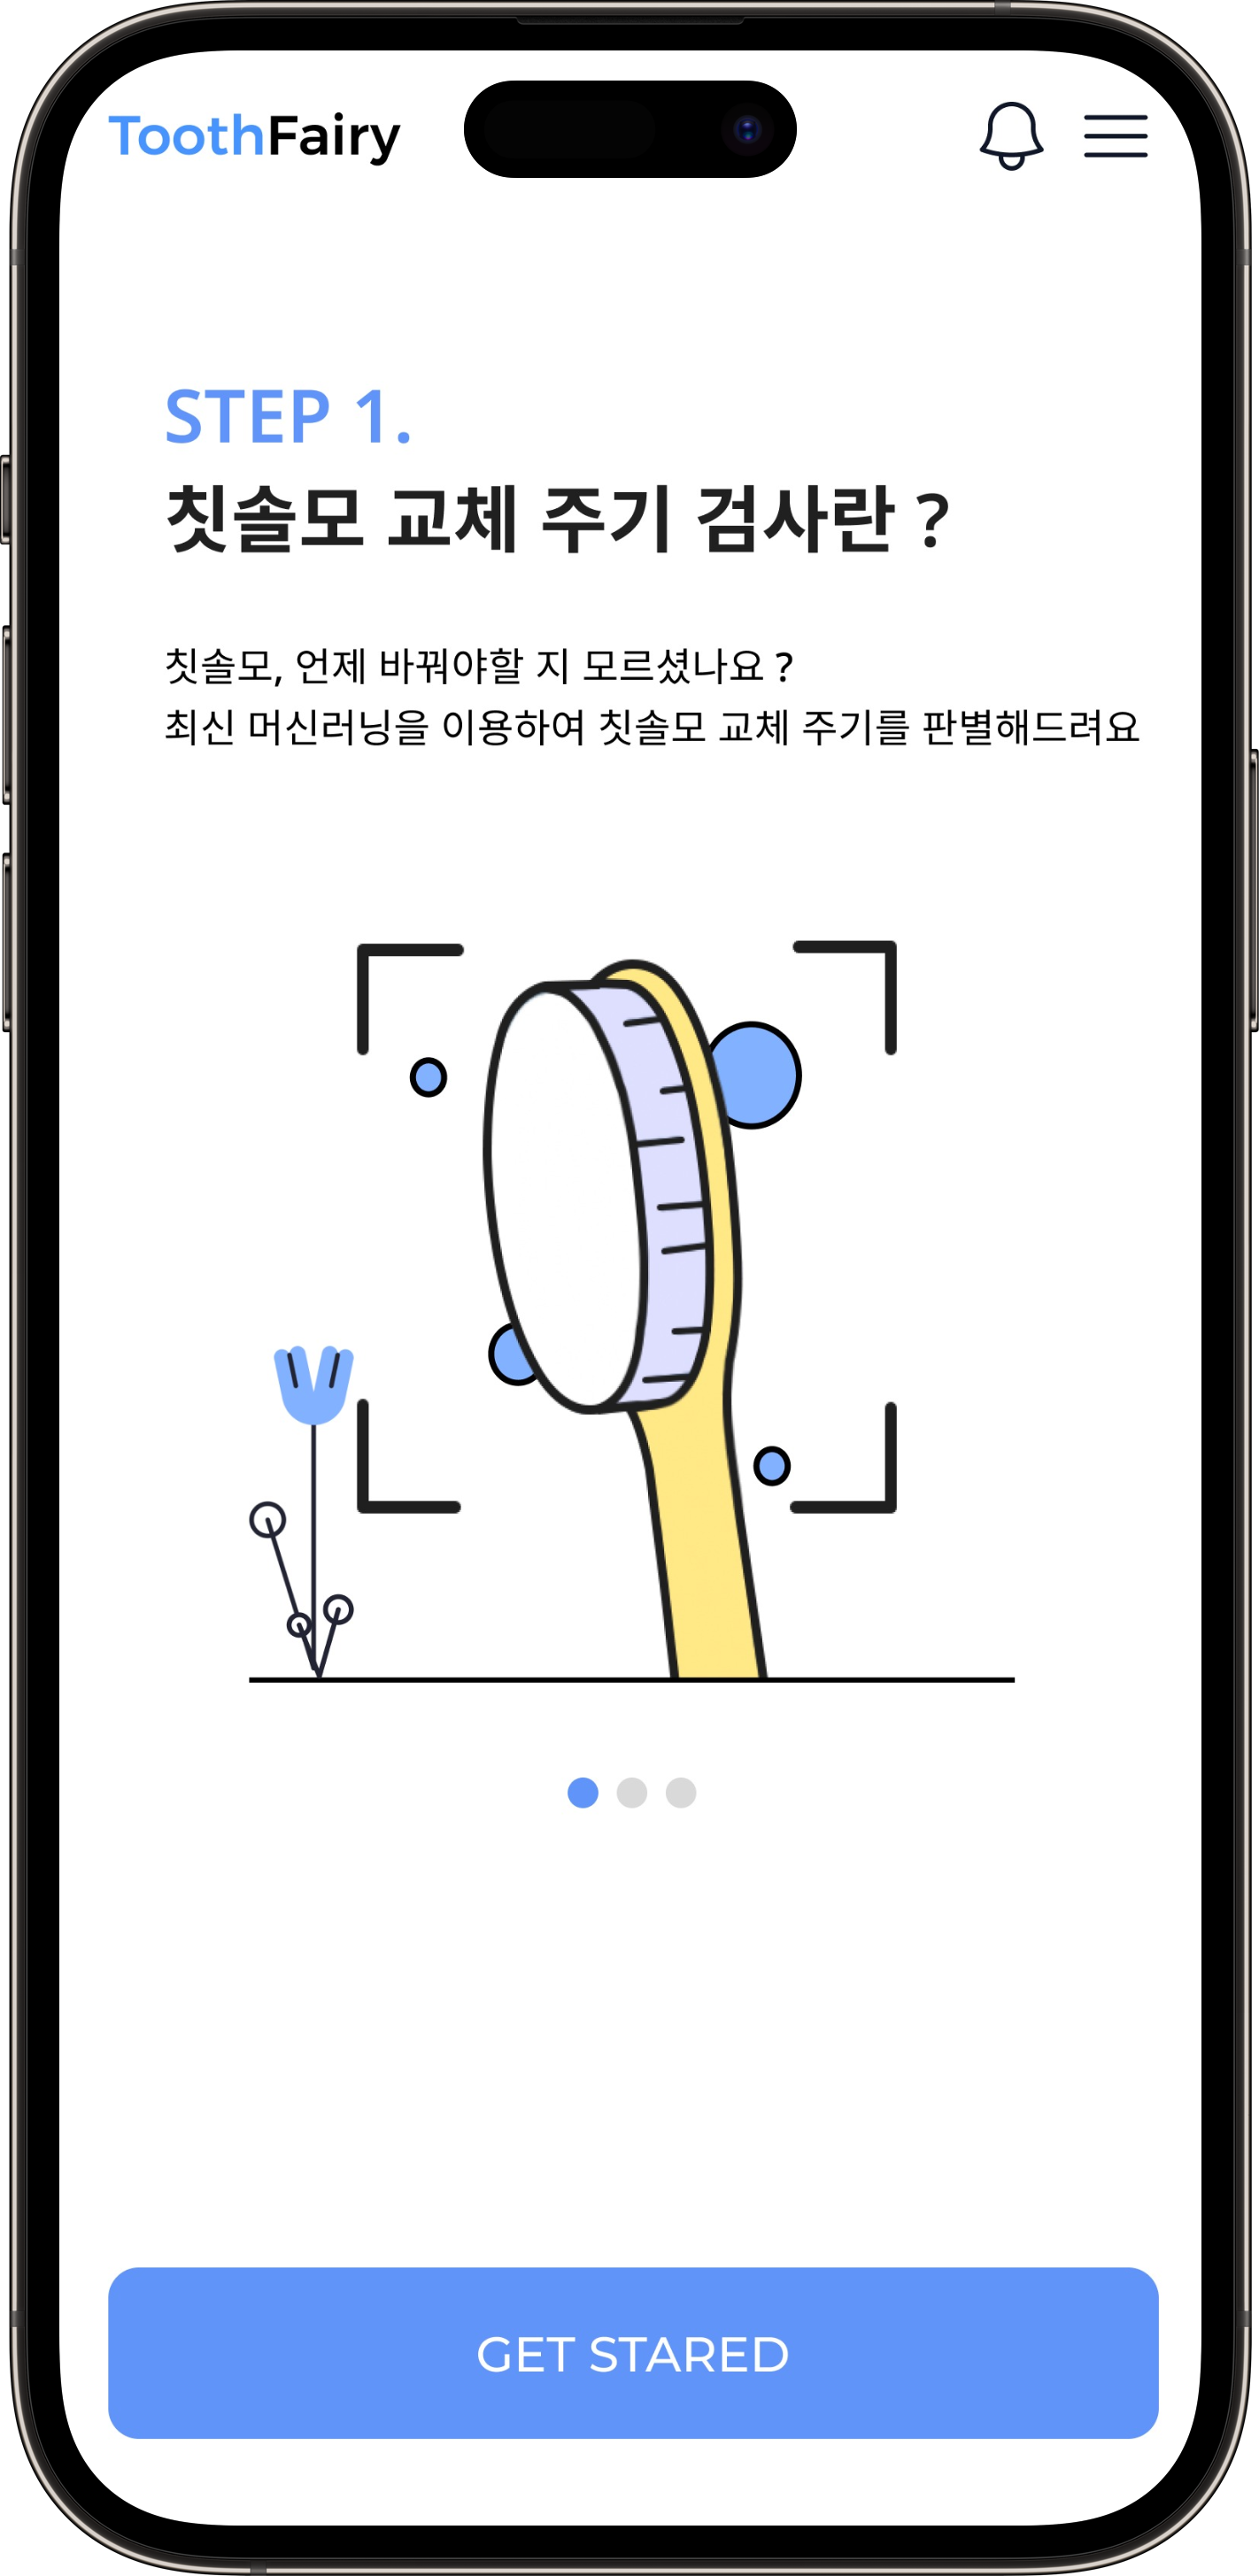 ToothFairy
STEP 1.
칫솔모 교체 주기 검사란 ?
칫솔모, 언제 바꿔야할 지 모르셨나요 ?
최신 머신러닝을 이용하여 칫솔모 교체 주기를 판별해드려요
GET STARED